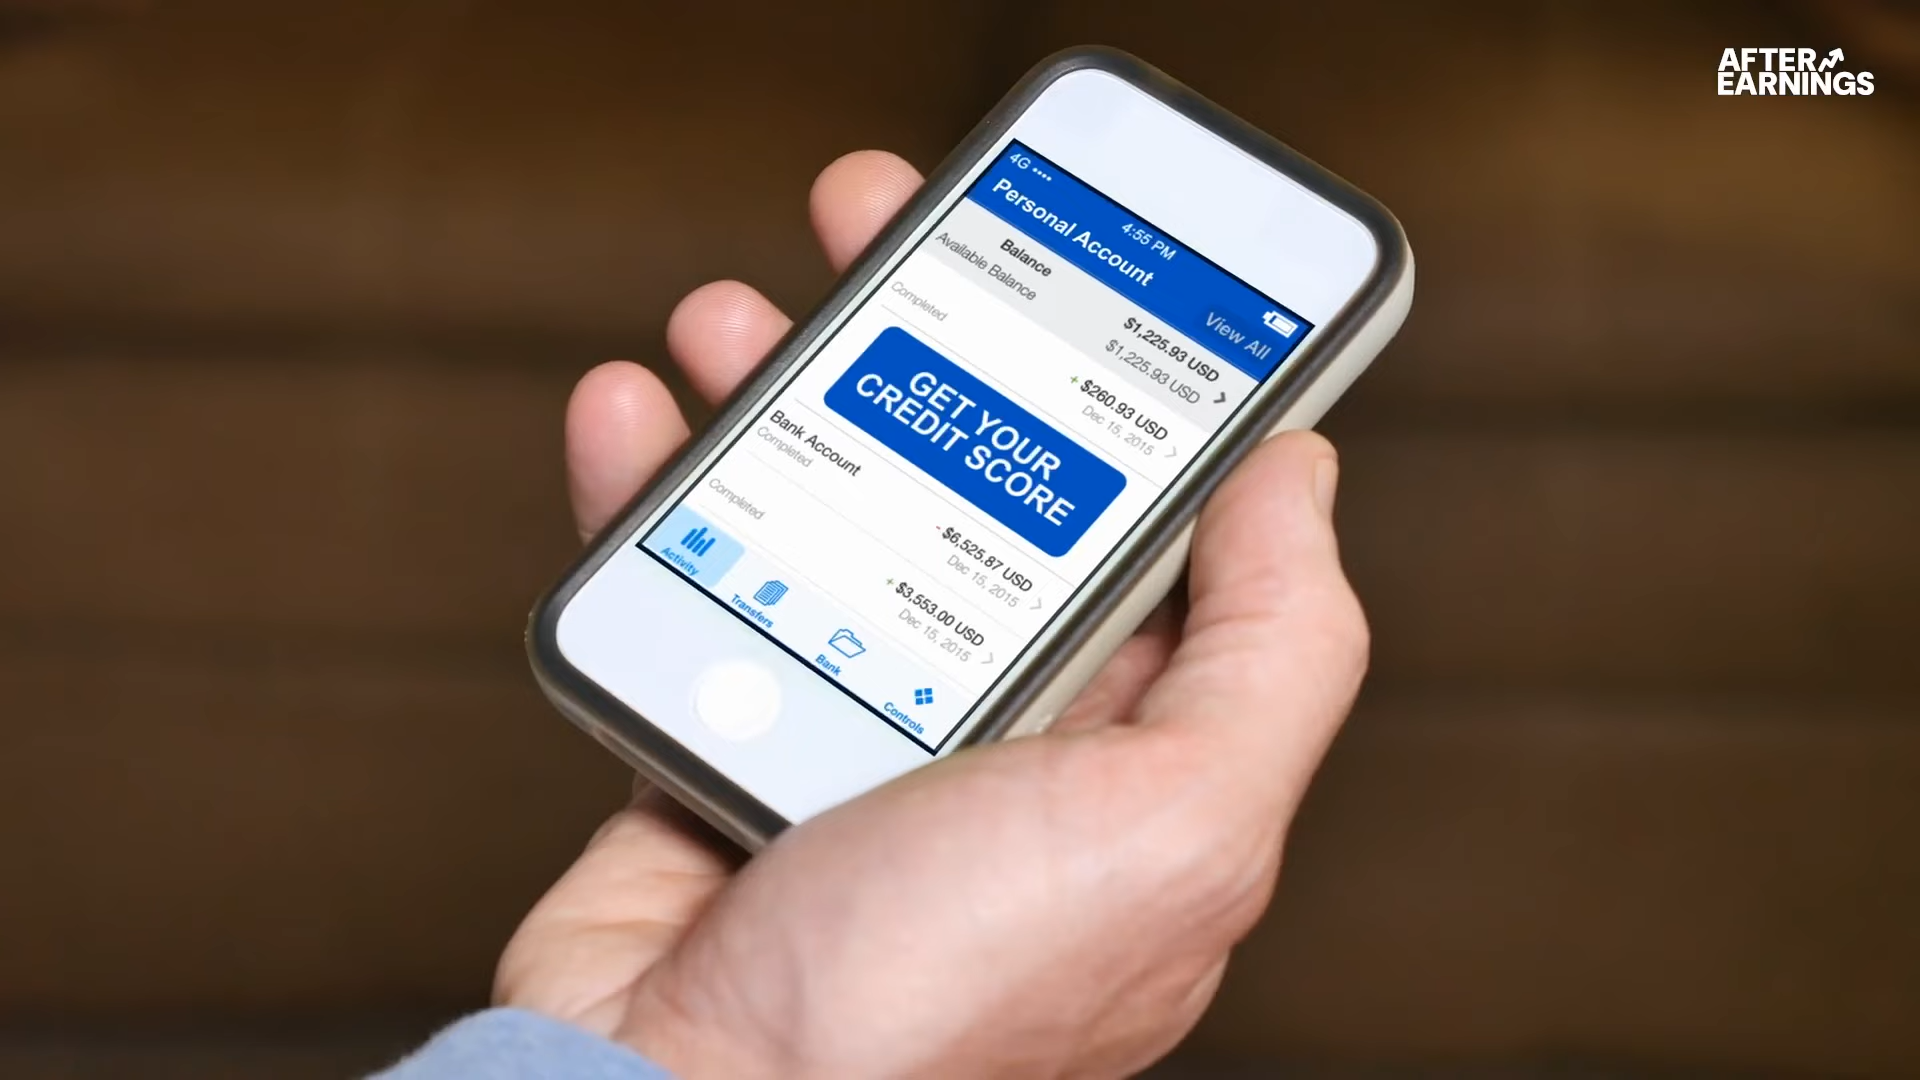 AFTER
EARNINGS
4G
4:55 PM
Personal Account
View All
Balance
$1,225.93 USD
Available Balance
$1,225.93 USD
+ $260.93 USD
Completed
Dec 15, 2015
GET YOUR
CREDIT SCORE
Bank Account
- $6,525.87 USD
Completed
Dec 15, 2015
+ $3,553.00 USD
Completed
Dec 15, 2015
Activity
Transfers
Bank
Controls